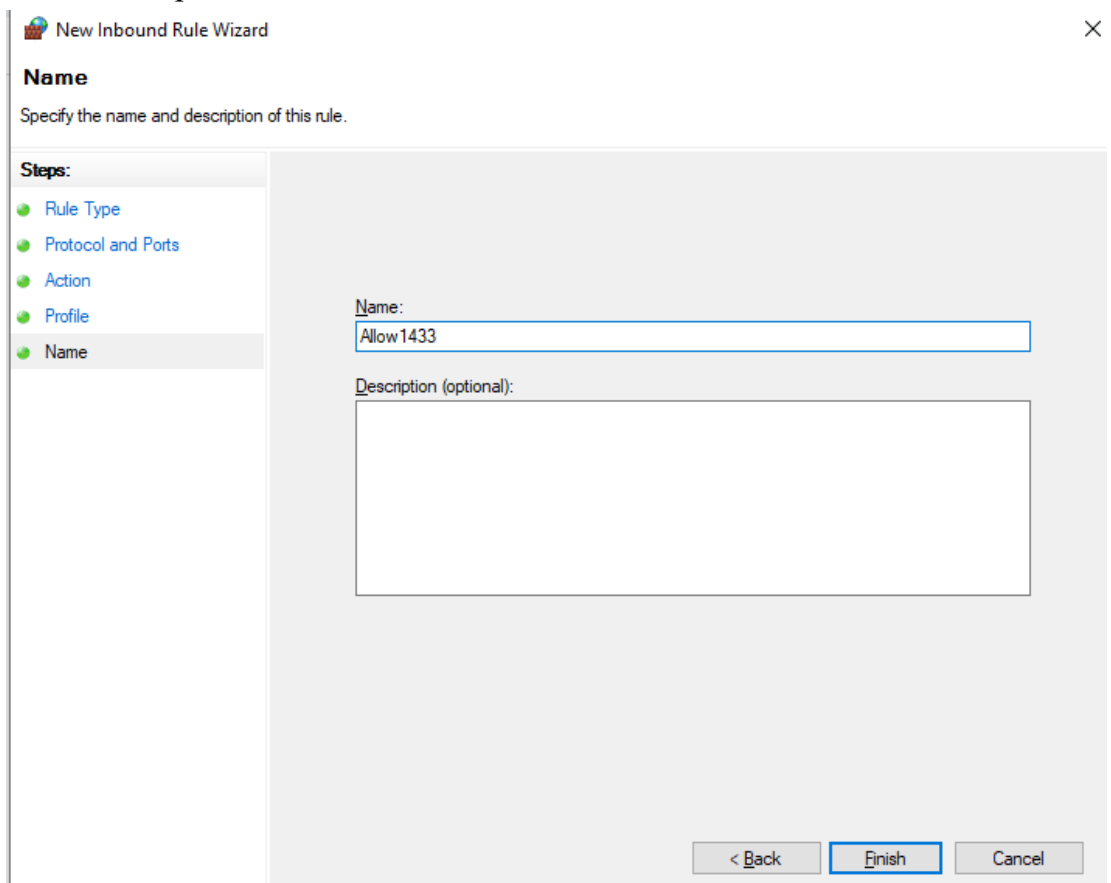 New Inbound Rule Wizard
Name
Specify the name and description of this rule.
Steps:
Rule Type
Protocol and Ports
Action
Profile
Name
Name:
Allow1433
Description (optional):
< Back
Finish
Cancel